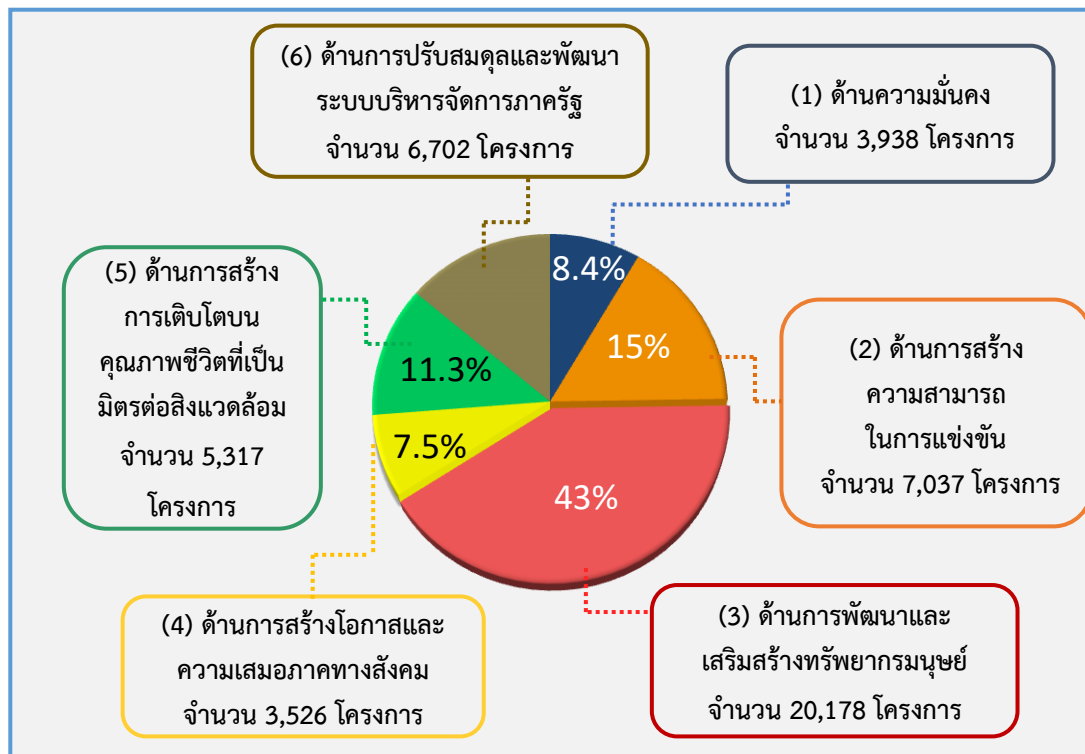 (6) ด้านการปรับสมดุลและพัฒนา
ระบบบริหารจัดการภาครัฐ
จำนวน 6,702 โครงการ
(1) ด้านความมั่นคง
จำนวน 3,938 โครงการ
(5) ด้านการสร้าง
การเติบโตบน
คุณภาพชีวิตที่เป็น
มิตรต่อสิ่งแวดล้อม
จำนวน 5,317
โครงการ
8.4%
15%
11.3%
7.5%
43%
(2) ด้านการสร้าง
ความสามารถ
ในการแข่งขัน
จำนวน 7,037 โครงการ
(4) ด้านการสร้างโอกาสและ
ความเสมอภาคทางสังคม
จำนวน 3,526 โครงการ
(3) ด้านการพัฒนาและ
เสริมสร้างทรัพยากรมนุษย์
จำนวน 20,178 โครงการ